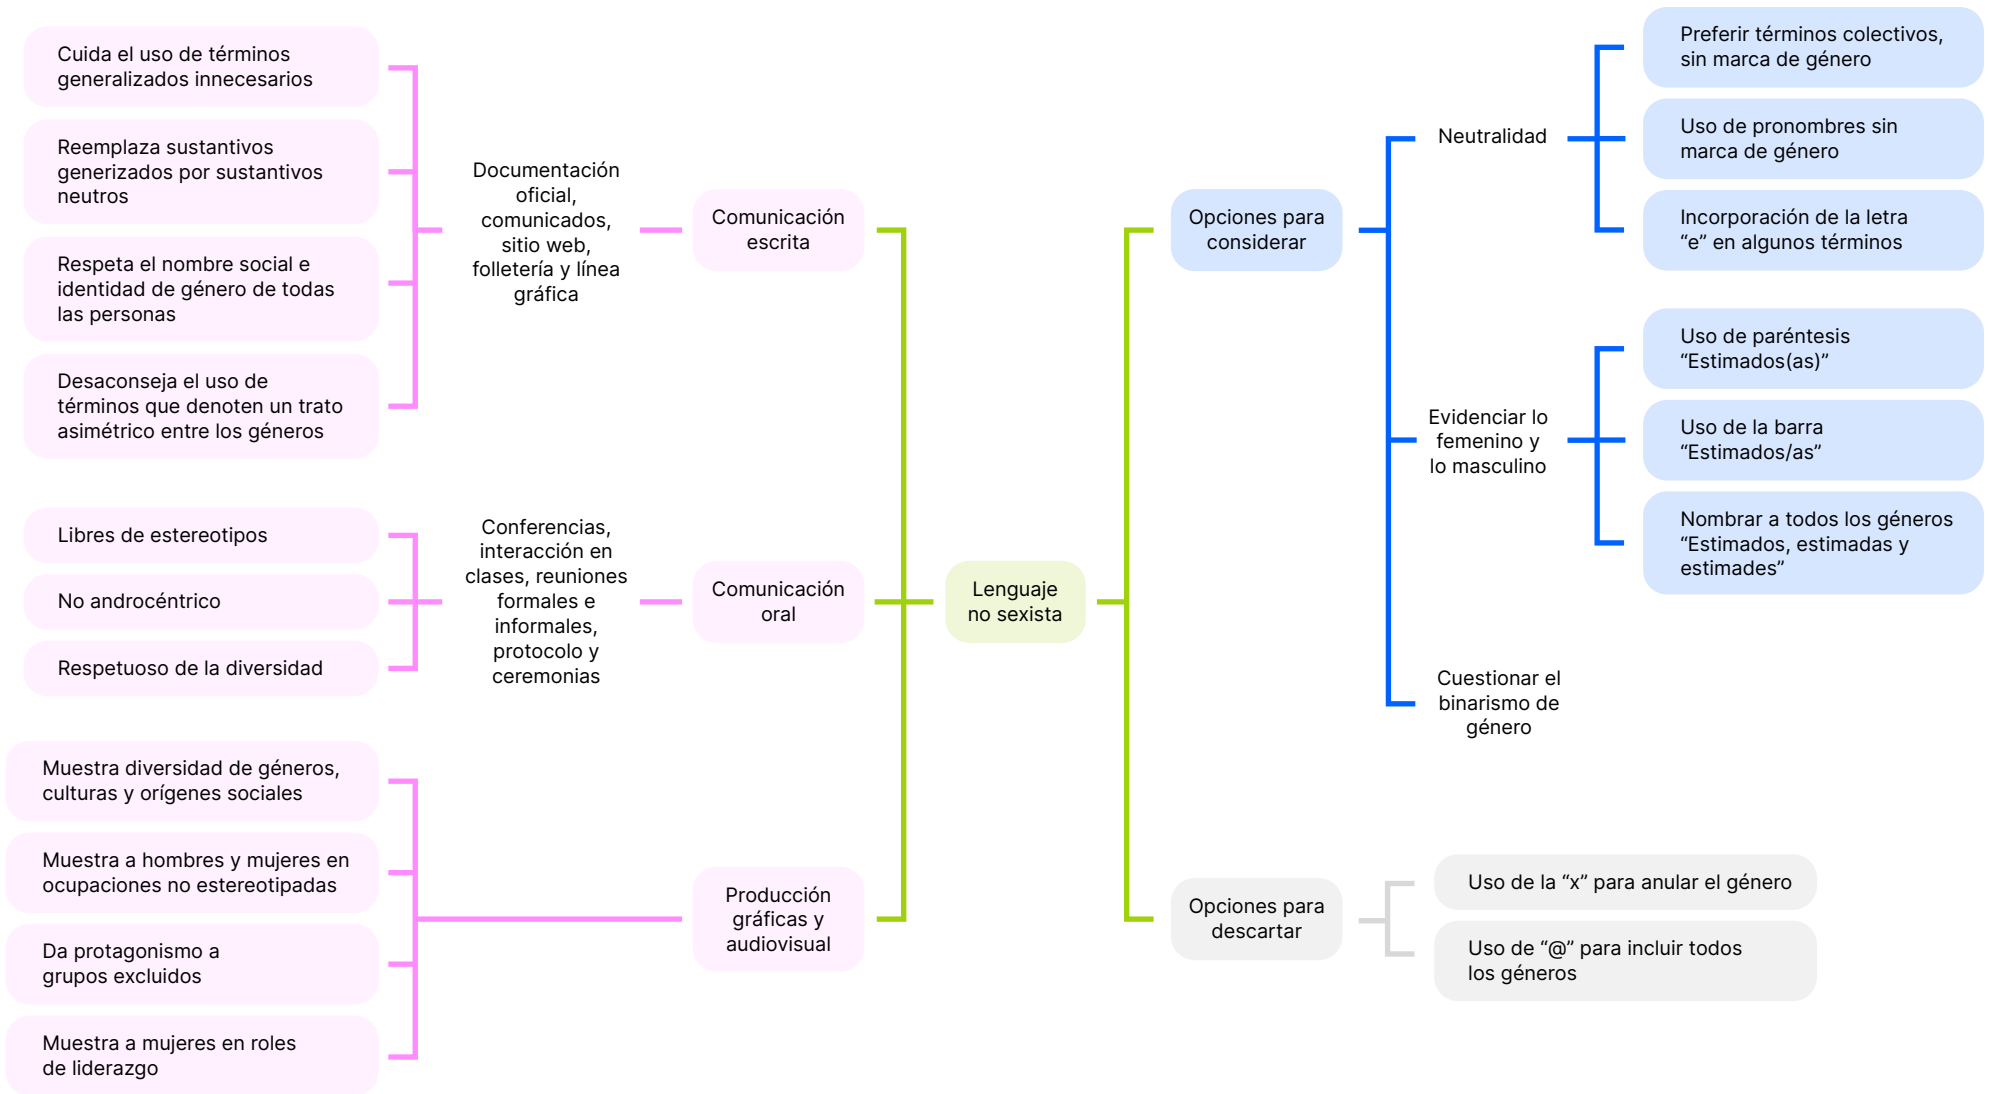 Cuida el uso de términos
generalizados innecesarios
Reemplaza sustantivos
generizados por sustantivos
neutros
Respeta el nombre social e
identidad de género de todas
las personas
Desaconseja el uso de
términos que denoten un trato
asimétrico entre los géneros
Documentación
oficial,
comunicados,
sitio web,
folletería y línea
gráfica
Comunicación
escrita
Libres de estereotipos
No androcéntrico
Respetuoso de la diversidad
Conferencias,
interacción en
clases, reuniones
formales e
informales,
protocolo y
ceremonias
Comunicación
oral
Muestra diversidad de géneros,
culturas y orígenes sociales
Muestra a hombres y mujeres en
ocupaciones no estereotipadas
Da protagonismo a
grupos excluidos
Muestra a mujeres en roles
de liderazgo
Producción
gráficas y
audiovisual
Lenguaje
no sexista
Opciones para
considerar
Neutralidad
Preferir términos colectivos,
sin marca de género
Uso de pronombres sin
marca de género
Incorporación de la letra
“e” en algunos términos
Evidenciar lo
femenino y
lo masculino
Uso de paréntesis
“Estimados(as)”
Uso de la barra
“Estimados/as”
Nombrar a todos los géneros
“Estimados, estimadas y
estimades”
Cuestionar el
binarismo de
género
Opciones para
descartar
Uso de la “x” para anular el género
Uso de “@” para incluir todos
los géneros